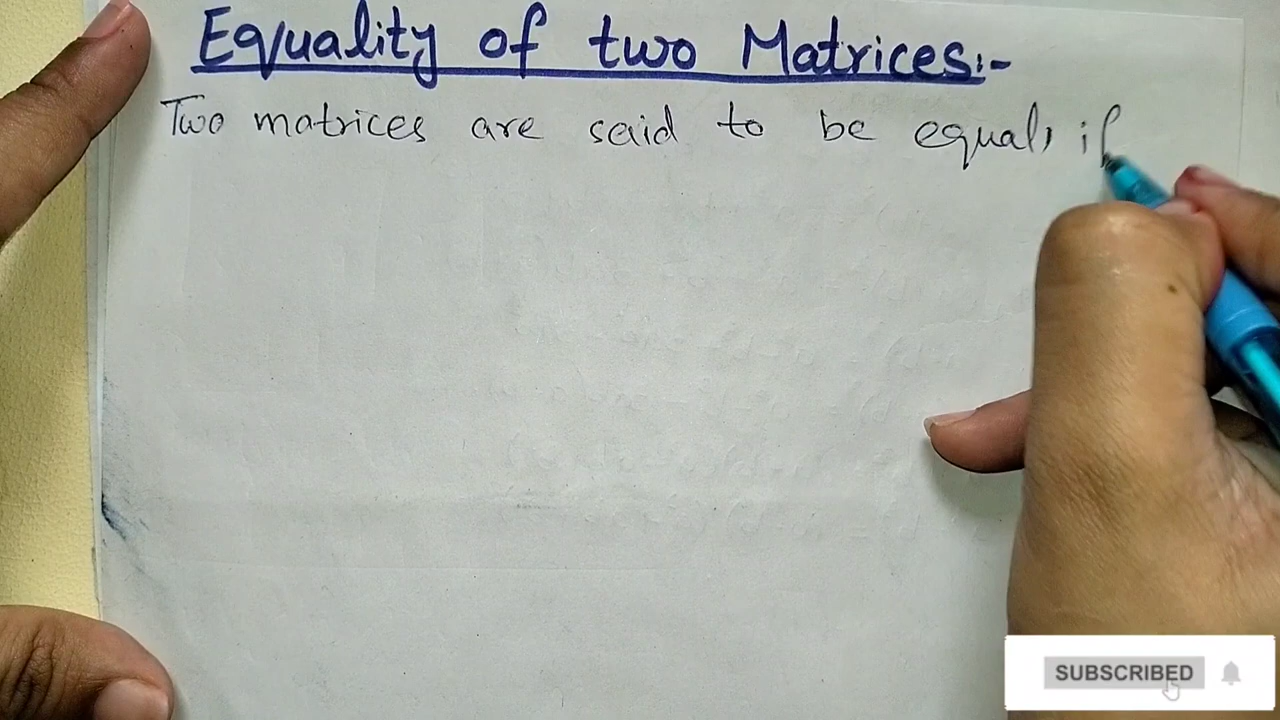 Equality of two Matrices:-
Two matrices are said to be equal, if
SUBSCRIBED